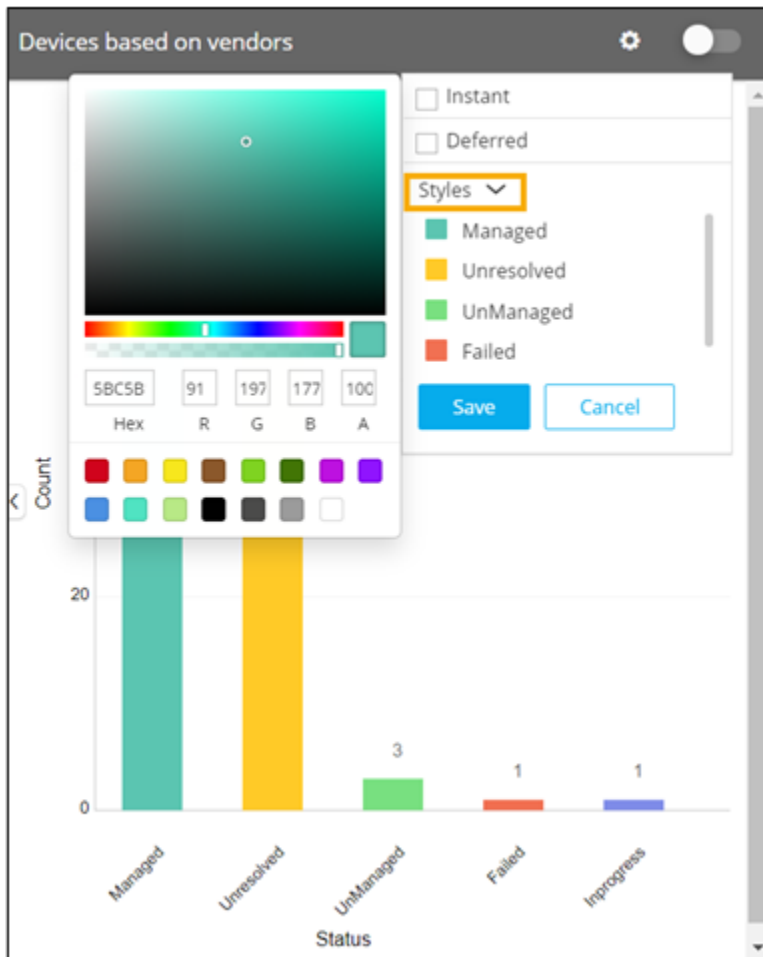 Devices based on vendors
Instant
Deferred
Styles
Managed
Unresolved
UnManaged
Failed
Save Cancel
5BC5B 91 197 177 100
Hex R G B A
Count
20
0
3
1
1
Managed
Unresolved
UnManaged
Failed
Inprogress
Status